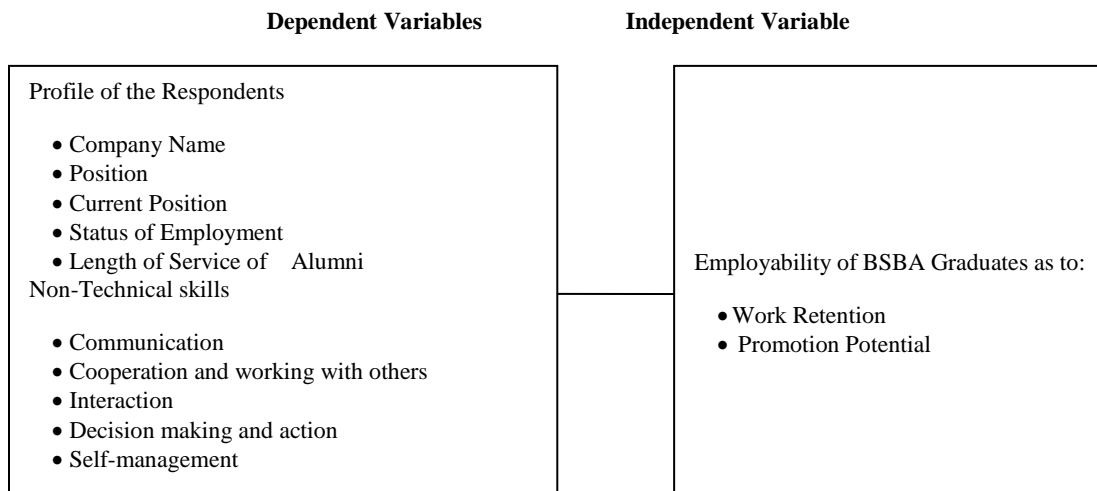 Dependent Variables Independent Variable
Profile of the Respondents
• Company Name
• Position
• Current Position
• Status of Employment
• Length of Service of Alumni
Non-Technical skills
• Communication
• Cooperation and working with others
• Interaction
• Decision making and action
• Self-management
Employability of BSBA Graduates as to:
• Work Retention
• Promotion Potential